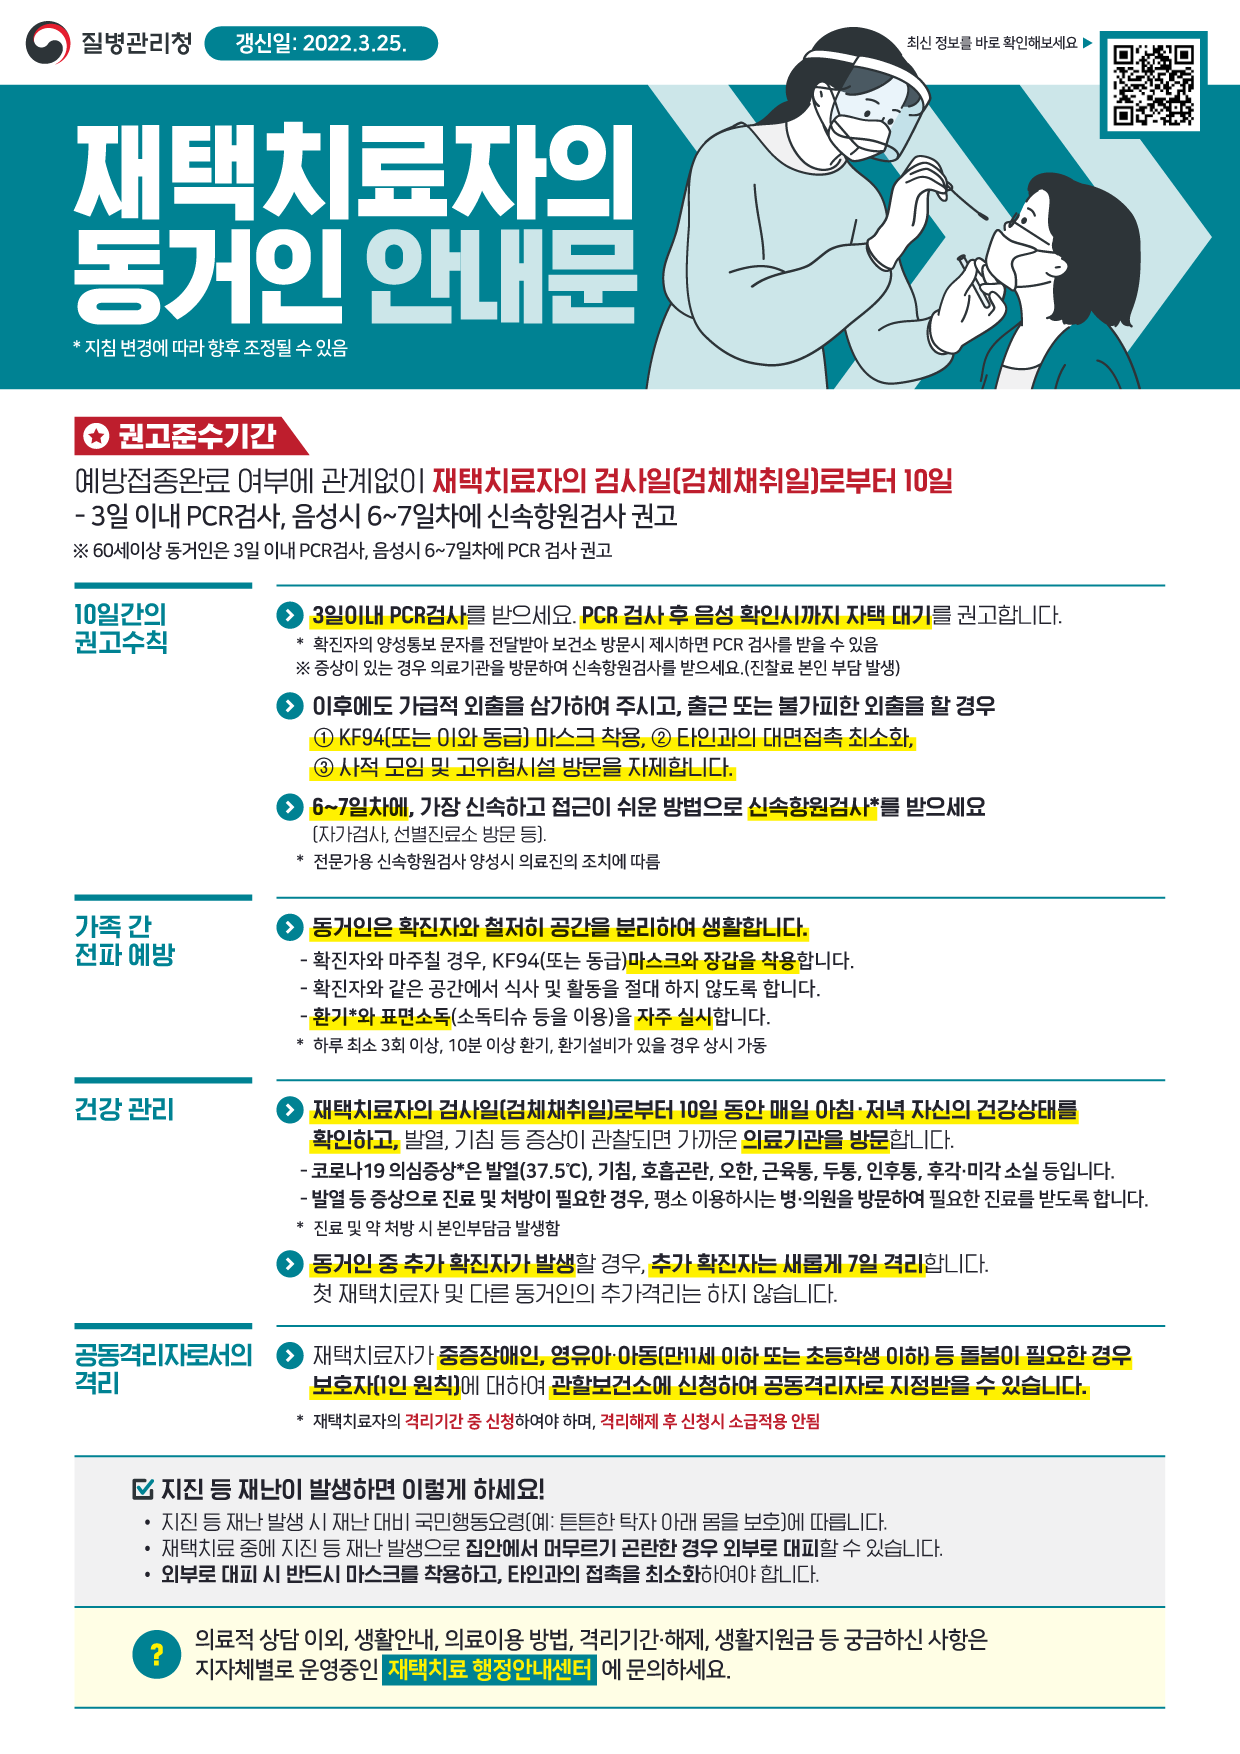 질병관리청
갱신일: 2022.3.25.
최신 정보를 바로 확인해보세요 ▶
재택치료자의
동거인 안내문
* 지침 변경에 따라 향후 조정될 수 있음
권고준수기간
예방접종완료 여부에 관계없이 재택치료자의 검사일(검체채취일)로부터 10일
- 3일 이내 PCR검사, 음성시 6~7일차에 신속항원검사 권고
※ 60세이상 동거인은 3일 이내 PCR검사, 음성시 6~7일차에 PCR 검사 권고
10일간의
권고수칙
3일이내 PCR검사를 받으세요. PCR 검사 후 음성 확인시까지 자택 대기를 권고합니다.
* 확진자의 양성통보 문자를 전달받아 보건소 방문시 제시하면 PCR 검사를 받을 수 있음
※ 증상이 있는 경우 의료기관을 방문하여 신속항원검사를 받으세요.(진찰료 본인 부담 발생)
이후에도 가급적 외출을 삼가하여 주시고, 출근 또는 불가피한 외출을 할 경우
① KF94(또는 이와 동급) 마스크 착용, ② 타인과의 대면접촉 최소화,
③ 사적 모임 및 고위험시설 방문을 자제합니다.
6~7일차에, 가장 신속하고 접근이 쉬운 방법으로 신속항원검사*를 받으세요
(자가검사, 선별진료소 방문 등).
* 전문가용 신속항원검사 양성시 의료진의 조치에 따름
가족 간
전파 예방
동거인은 확진자와 철저히 공간을 분리하여 생활합니다.
- 확진자와 마주칠 경우, KF94(또는 동급)마스크와 장갑을 착용합니다.
- 확진자와 같은 공간에서 식사 및 활동을 절대 하지 않도록 합니다.
- 환기*와 표면소독(소독티슈 등을 이용)을 자주 실시합니다.
* 하루 최소 3회 이상, 10분 이상 환기, 환기설비가 있을 경우 상시 가동
건강 관리
재택치료자의 검사일(검체채취일)로부터 10일 동안 매일 아침·저녁 자신의 건강상태를
확인하고, 발열, 기침 등 증상이 관찰되면 가까운 의료기관을 방문합니다.
- 코로나19 의심증상*은 발열(37.5℃), 기침, 호흡곤란, 오한, 근육통, 두통, 인후통, 후각·미각 소실 등입니다.
- 발열 등 증상으로 진료 및 처방이 필요한 경우, 평소 이용하시는 병·의원을 방문하여 필요한 진료를 받도록 합니다.
* 진료 및 약 처방 시 본인부담금 발생함
동거인 중 추가 확진자가 발생할 경우, 추가 확진자는 새롭게 7일 격리합니다.
첫 재택치료자 및 다른 동거인의 추가격리는 하지 않습니다.
공동격리자로서의
격리
재택치료자가 중증장애인, 영유아·아동(만11세 이하 또는 초등학생 이하) 등 돌봄이 필요한 경우
보호자(1인 원칙)에 대하여 관할보건소에 신청하여 공동격리자로 지정받을 수 있습니다.
* 재택치료자의 격리기간 중 신청하여야 하며, 격리해제 후 신청시 소급적용 안됨
지진 등 재난이 발생하면 이렇게 하세요!
• 지진 등 재난 발생 시 재난 대비 국민행동요령(예: 튼튼한 탁자 아래 몸을 보호)에 따릅니다.
• 재택치료 중에 지진 등 재난 발생으로 집안에서 머무르기 곤란한 경우 외부로 대피할 수 있습니다.
• 외부로 대피 시 반드시 마스크를 착용하고, 타인과의 접촉을 최소화하여야 합니다.
?
의료적 상담 이외, 생활안내, 의료이용 방법, 격리기간·해제, 생활지원금 등 궁금하신 사항은
지자체별로 운영중인 재택치료 행정안내센터 에 문의하세요.